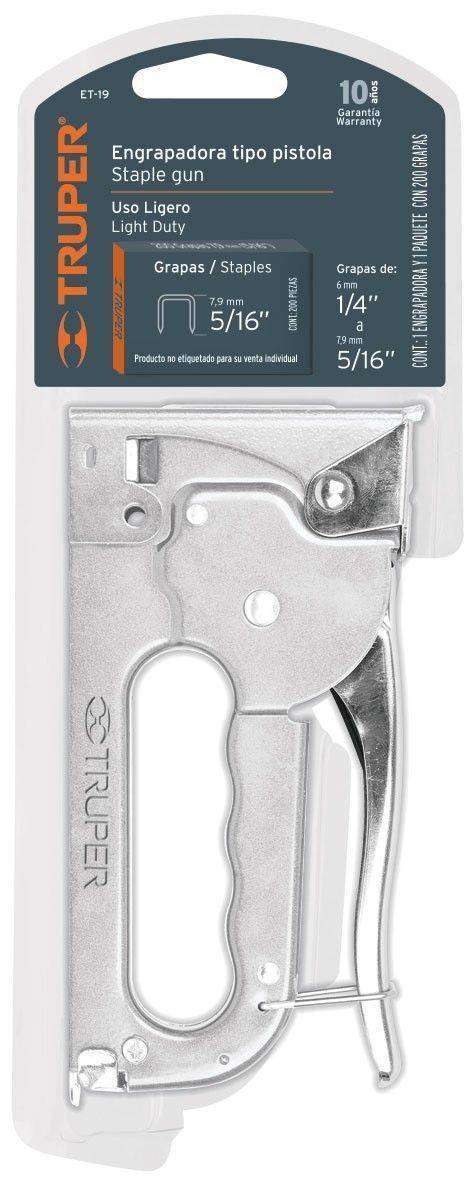 ET-19
10 años
Garantía
Warranty
TRUPER®
Engrapadora tipo pistola
Staple gun
Uso Ligero
Light Duty
Grapas / Staples
7,9 mm
5/16"
CONT: 200 PIEZAS
TRUPER
Producto no etiquetado para su venta individual
Grapas de:
6 mm
1/4"
a
7,9 mm
5/16"
CONT.: 1 ENGRAPADORA Y 1 PAQUETE CON 200 GRAPAS
TRUPER